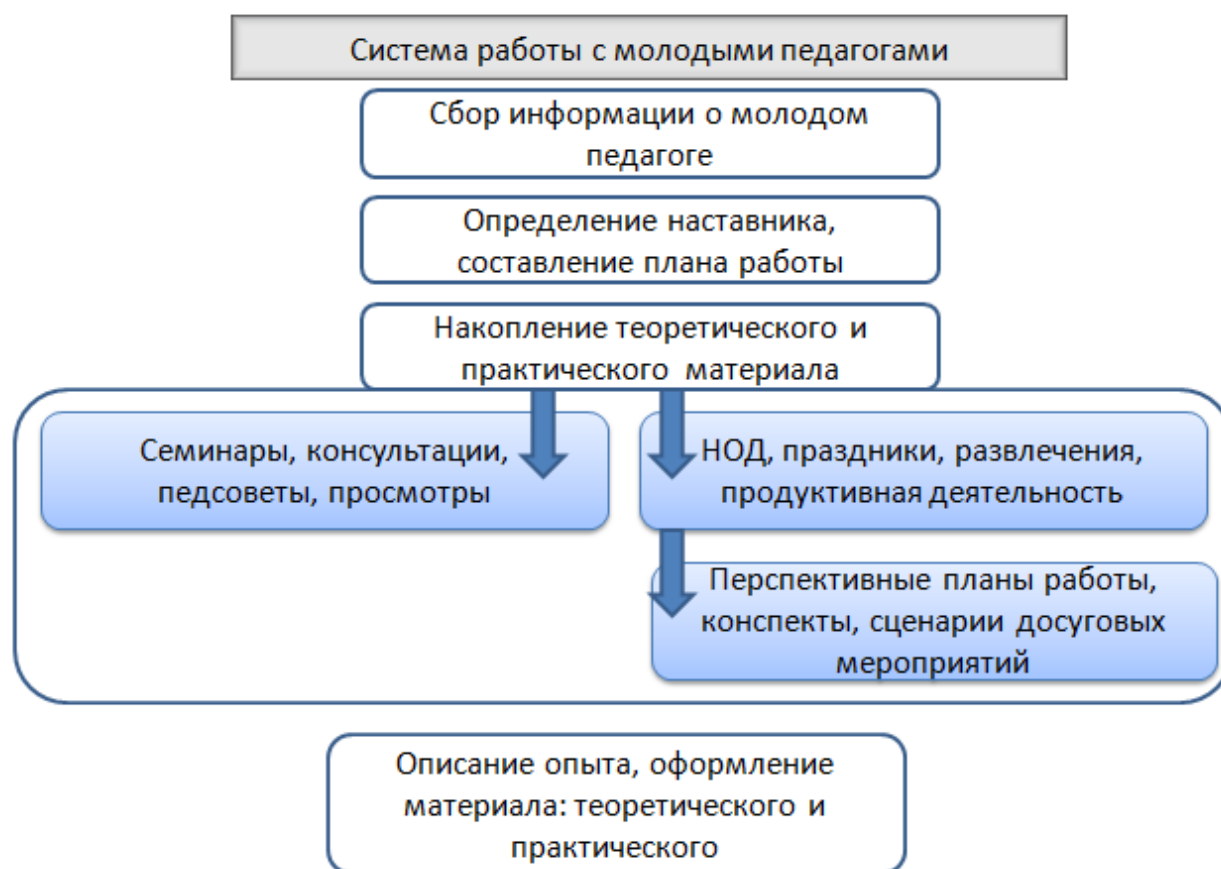 Система работы с молодыми педагогами
Сбор информации о молодом
педагоге
Определение наставника,
составление плана работы
Накопление теоретического и
практического материала
Семинары, консультации,
педсоветы, просмотры
НОД, праздники, развлечения,
продуктивная деятельность
Перспективные планы работы,
конспекты, сценарии досуговых
мероприятий
Описание опыта, оформление
материала: теоретического и
практического